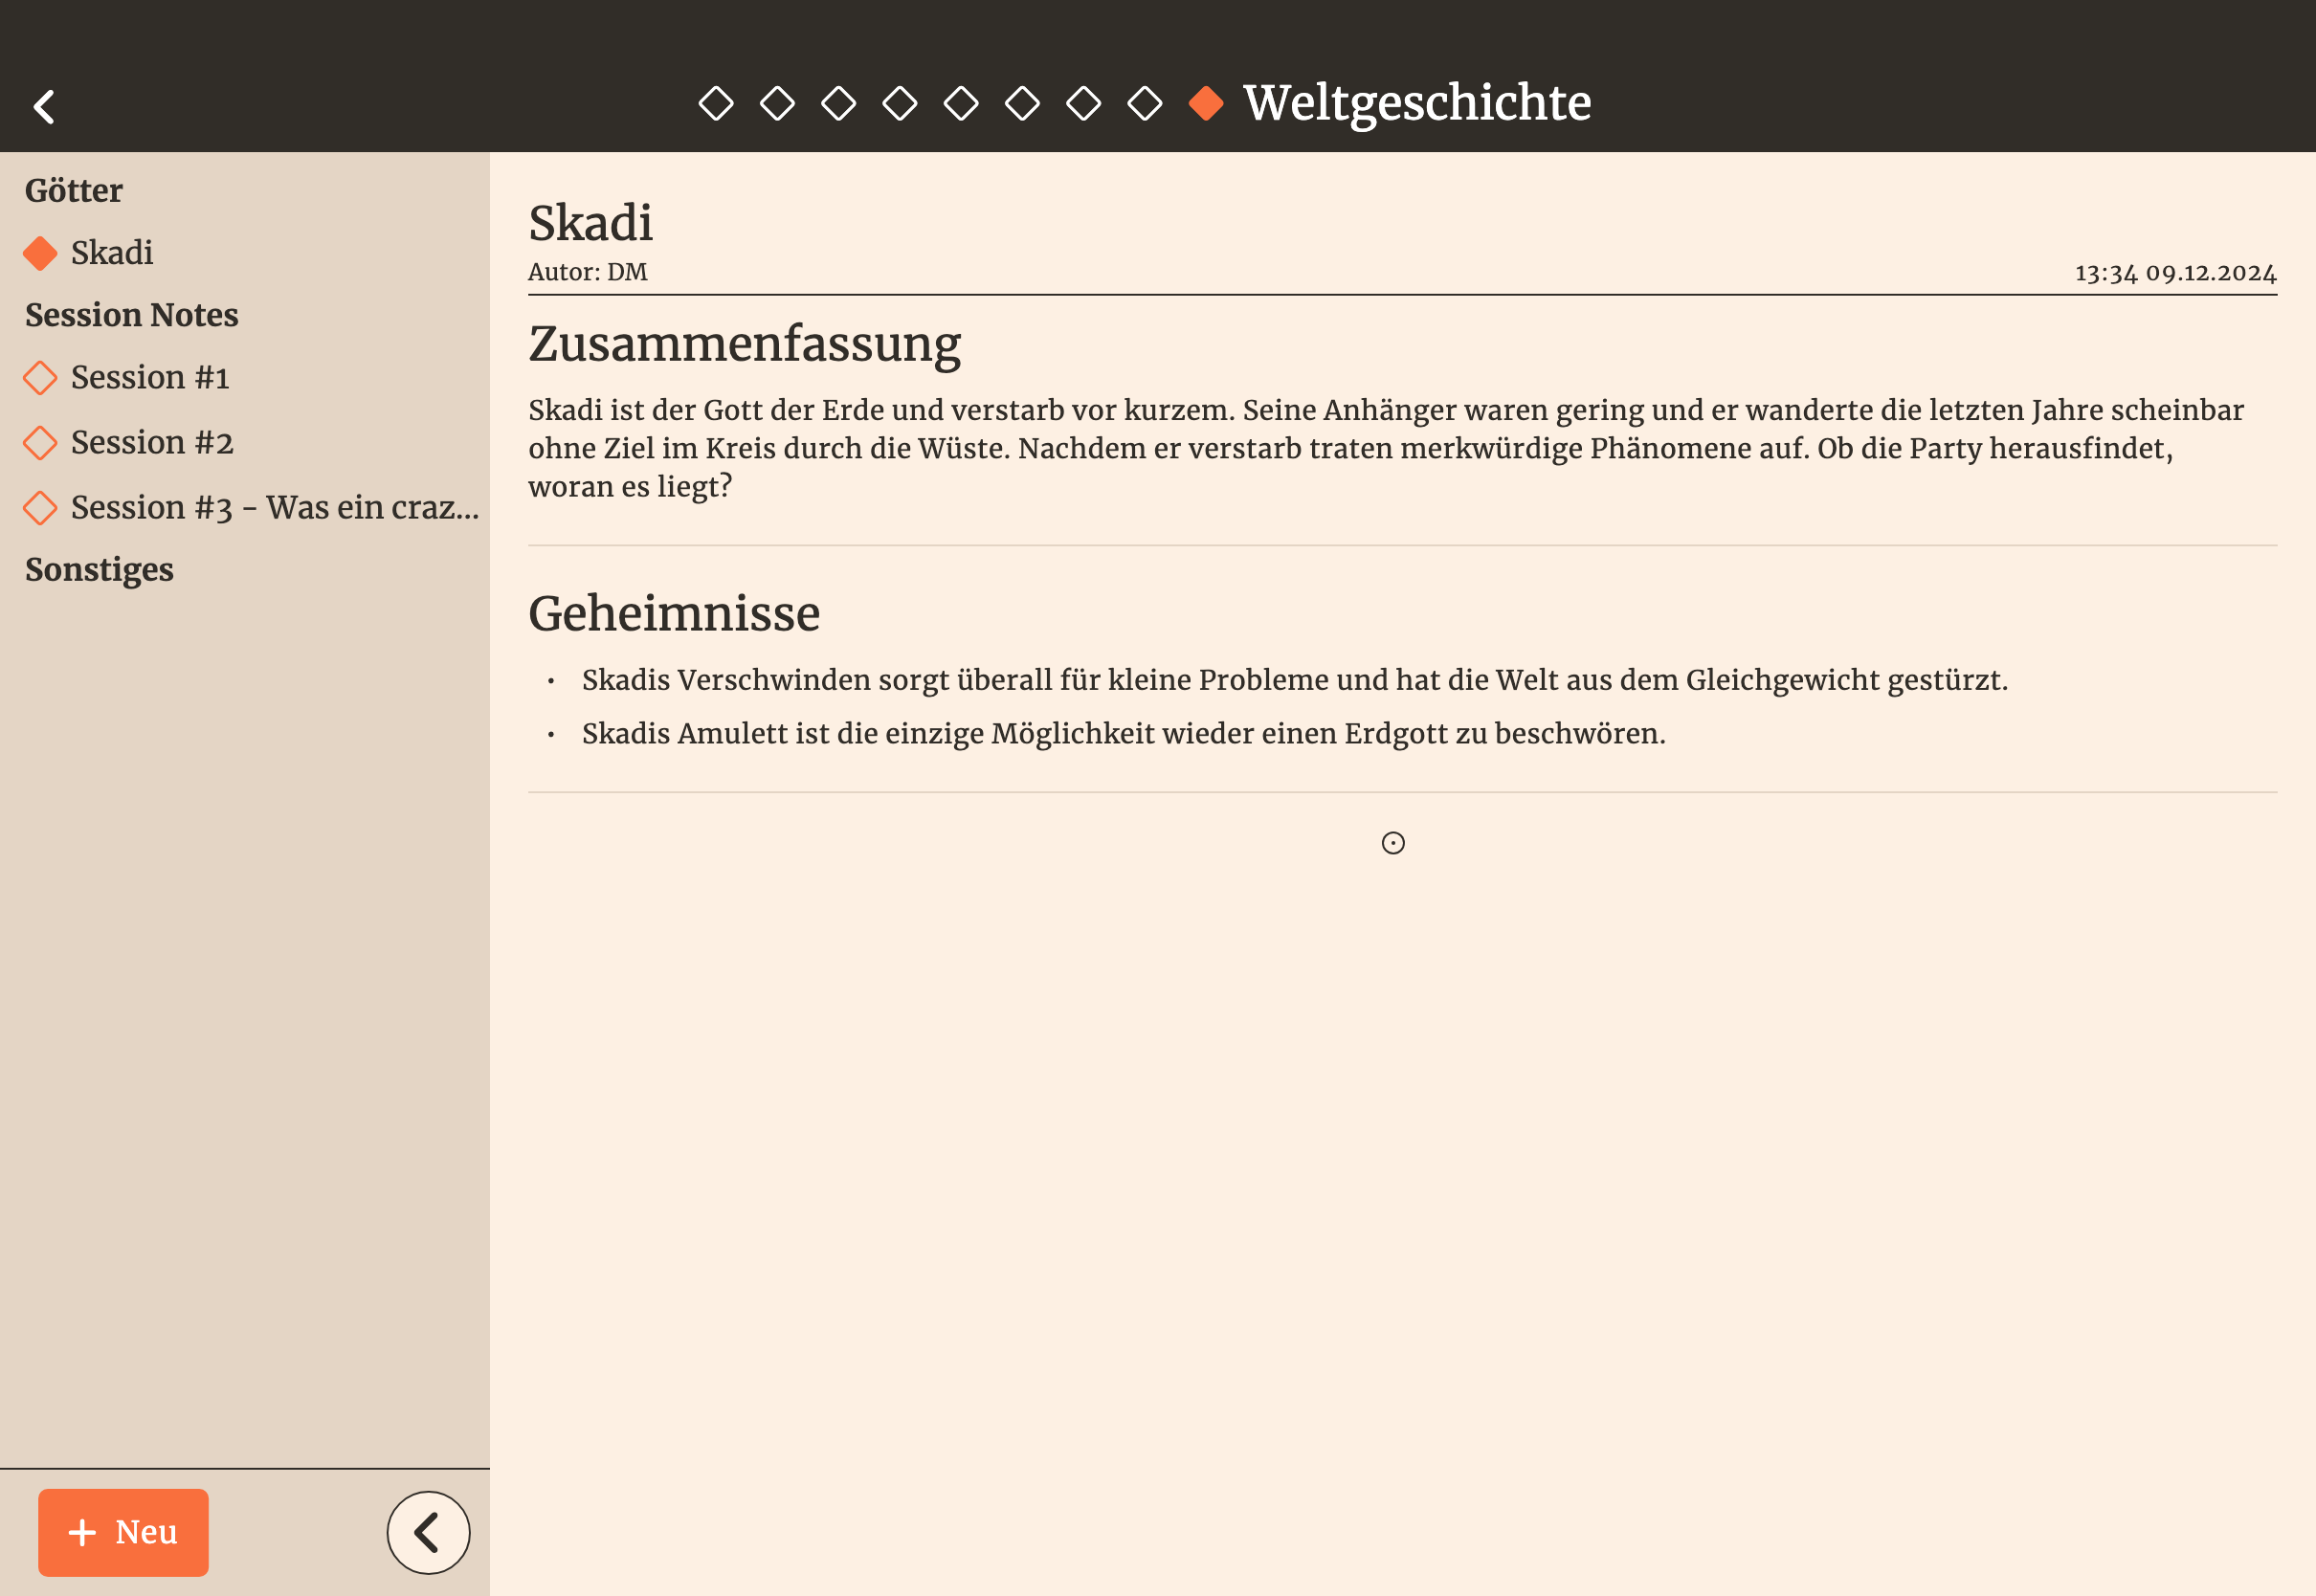 Weltgeschichte
Götter
Skadi
Session Notes
Session #1
Session #2
Session #3 - Was ein craz...
Sonstiges
+ Neu
Skadi
Autor: DM
13:34 09.12.2024
Zusammenfassung
Skadi ist der Gott der Erde und verstarb vor kurzem. Seine Anhänger waren gering und er wanderte die letzten Jahre scheinbar
ohne Ziel im Kreis durch die Wüste. Nachdem er verstarb traten merkwürdige Phänomene auf. Ob die Party herausfindet,
woran es liegt?
Geheimnisse
• Skadis Verschwinden sorgt überall für kleine Probleme und hat die Welt aus dem Gleichgewicht gestürzt.
• Skadis Amulett ist die einzige Möglichkeit wieder einen Erdgott zu beschwören.